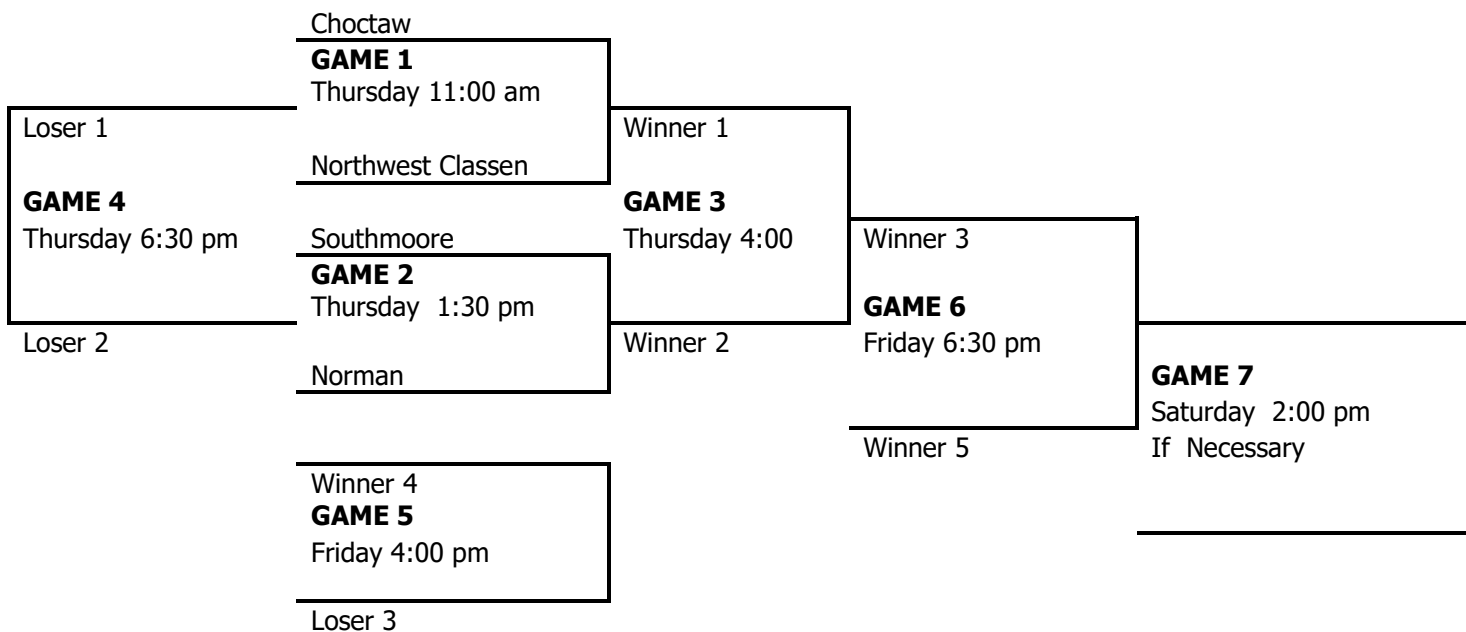 Choctaw
GAME 1
Thursday 11:00 am
Loser 1
Winner 1
Northwest Classen
GAME 4
GAME 3
Thursday 6:30 pm
Southmoore
Thursday 4:00
Winner 3
GAME 2
Thursday 1:30 pm
GAME 6
Loser 2
Winner 2
Friday 6:30 pm
Norman
GAME 7
Saturday 2:00 pm
Winner 5
If Necessary
Winner 4
GAME 5
Friday 4:00 pm
Loser 3